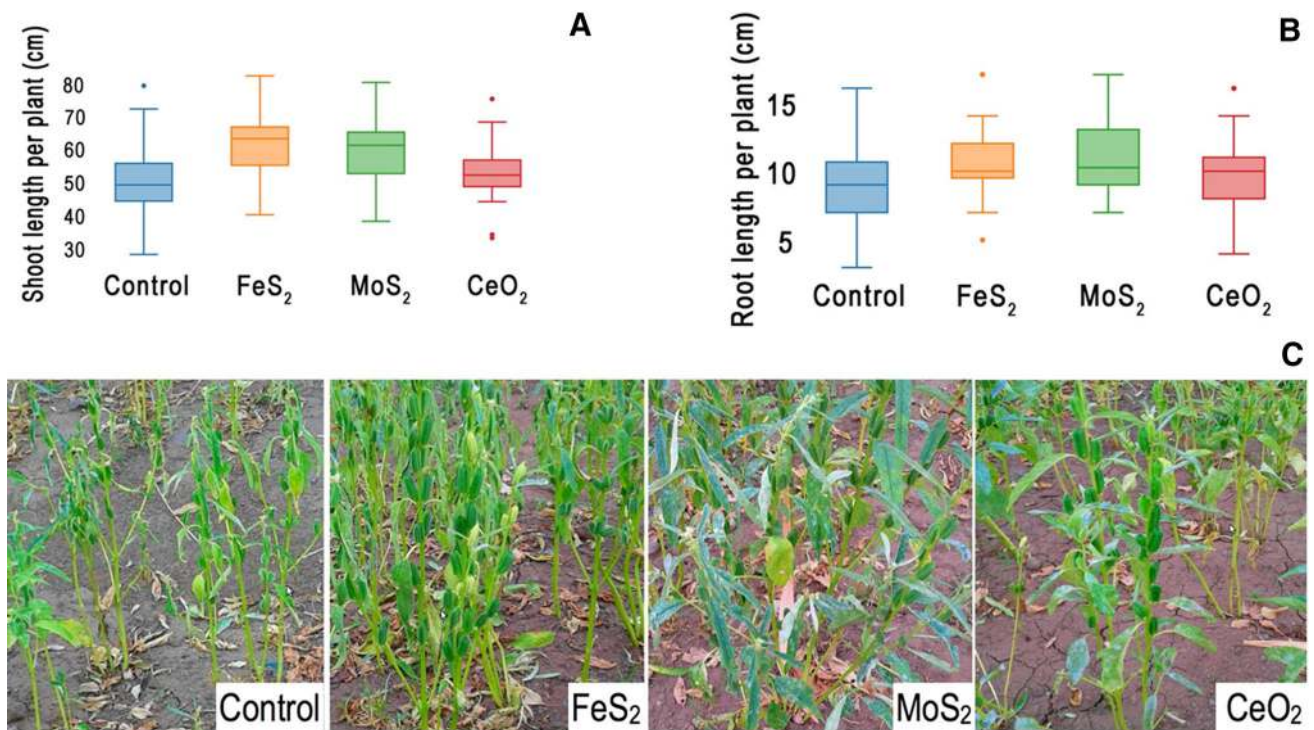 A
Shoot length per plant (cm)
80
70
60
50
40
30
Control FeS₂ MoS₂ CeO₂
B
Root length per plant (cm)
15
10
5
Control FeS₂ MoS₂ CeO₂
C
Control FeS₂ MoS₂ CeO₂